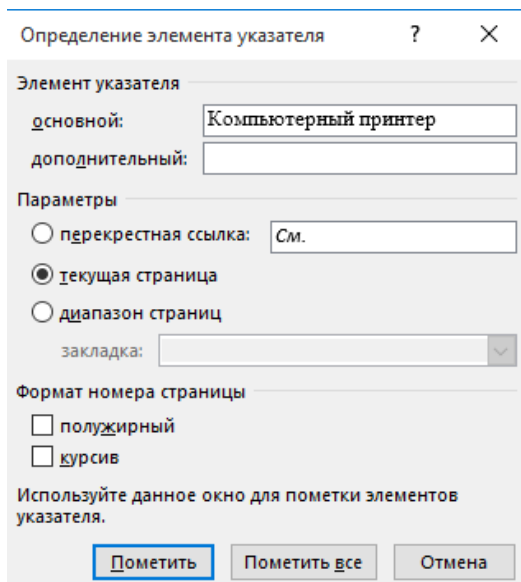 Определение элемента указателя ? ×
Элемент указателя
основной: Компьютерный принтер
дополнительный:
Параметры
перекрестная ссылка: См.
текущая страница
диапазон страниц
закладка:
Формат номера страницы
полужирный
курсив
Используйте данное окно для пометки элементов
указателя.
Пометить Пометить все Отмена